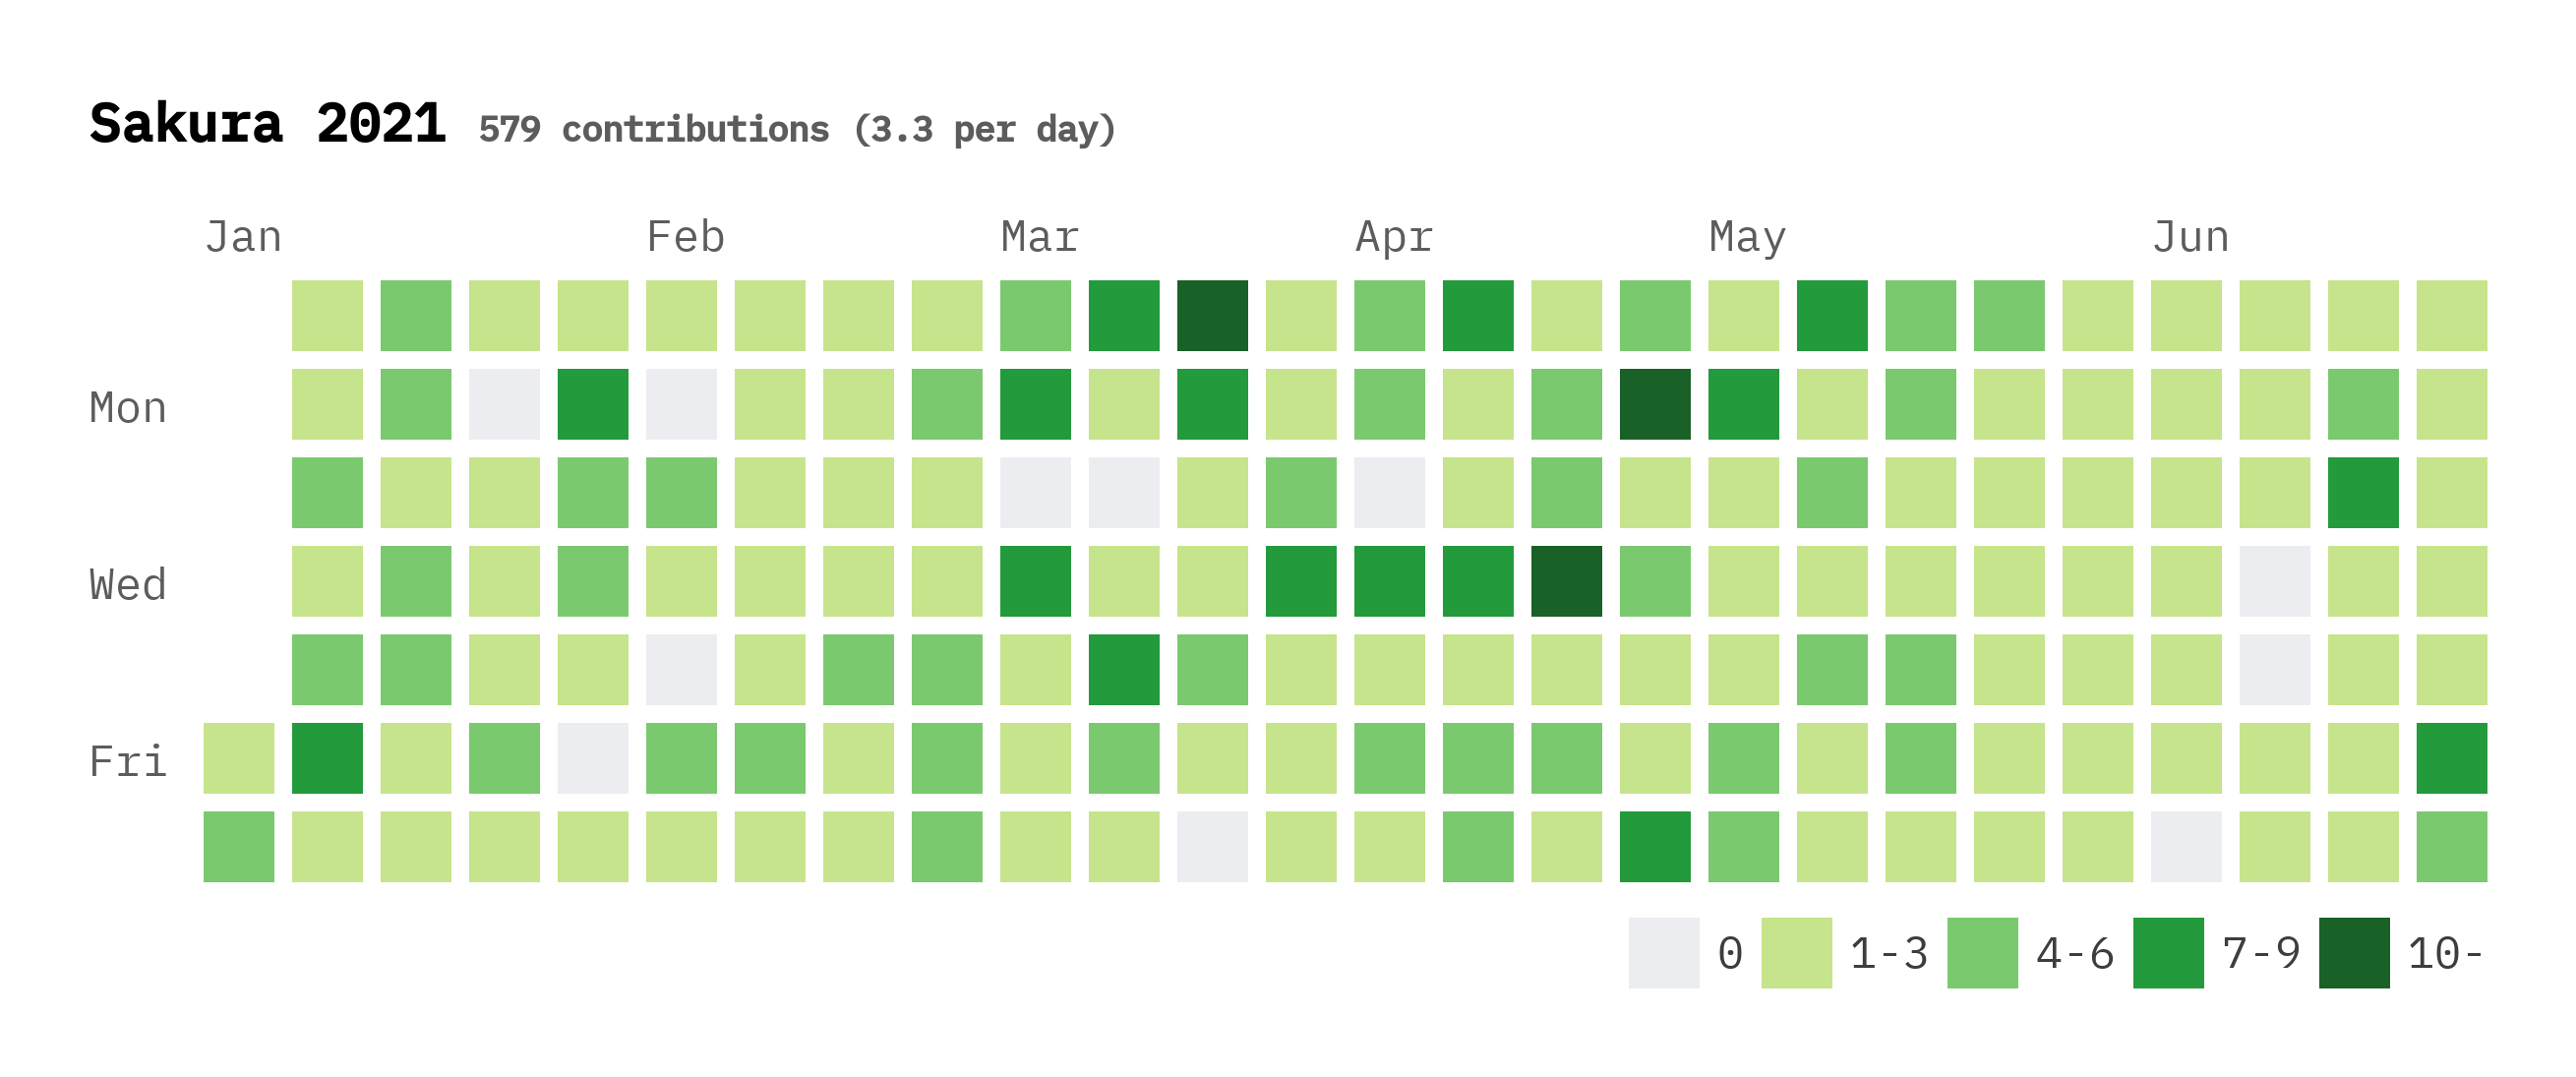 Sakura 2021 579 contributions (3.3 per day)
Jan Feb Mar Apr May Jun
Mon
Wed
Fri
0 1-3 4-6 7-9 10-